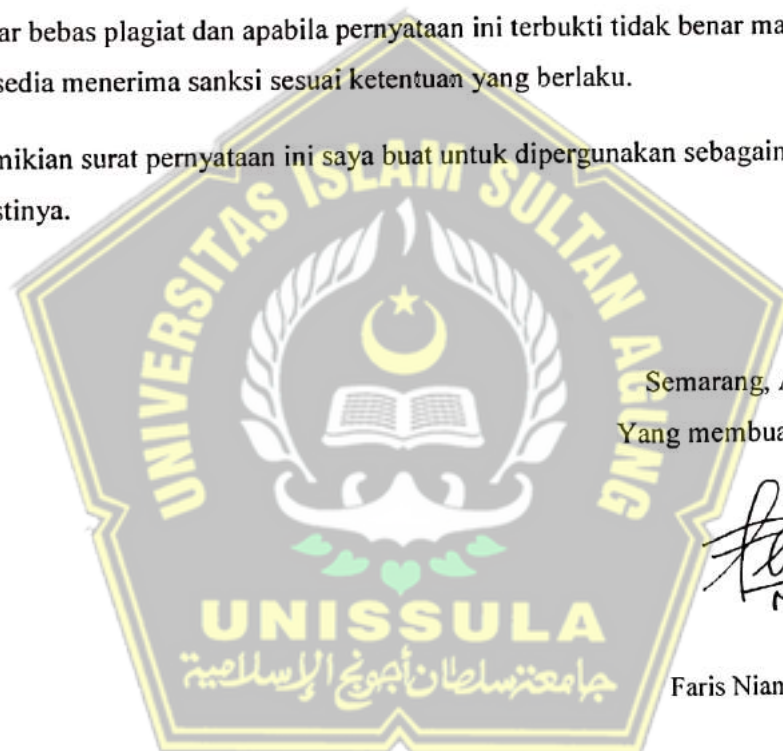 ar bebas plagiat dan apabila pernyataan ini terbukti tidak benar ma
sedia menerima sanksi sesuai ketentuan yang berlaku.
mikian surat pernyataan ini saya buat untuk dipergunakan sebagain
stinya.
UNIVERSITAS ISLAM SULTAN AGUNG
Semarang, A
Yang membua
UNISSULA
جامعة سلطان أجونج الإسلامية
Faris Nian